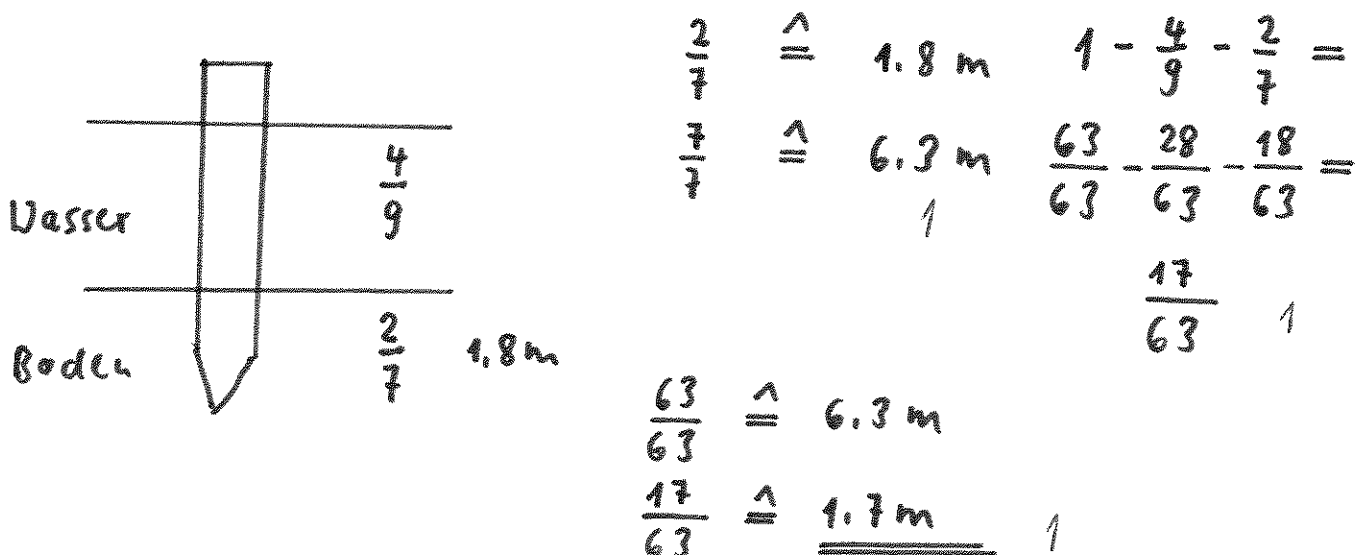 Wasser 4/9
Boden 2/7 1.8 m
2/7 ≙ 1.8 m
7/7 ≙ 6.3 m
1
1 - 4/9 - 2/7 =
63/63 - 28/63 - 18/63 =
17/63 1
63/63 ≙ 6.3 m
17/63 ≙ 1.7 m 1